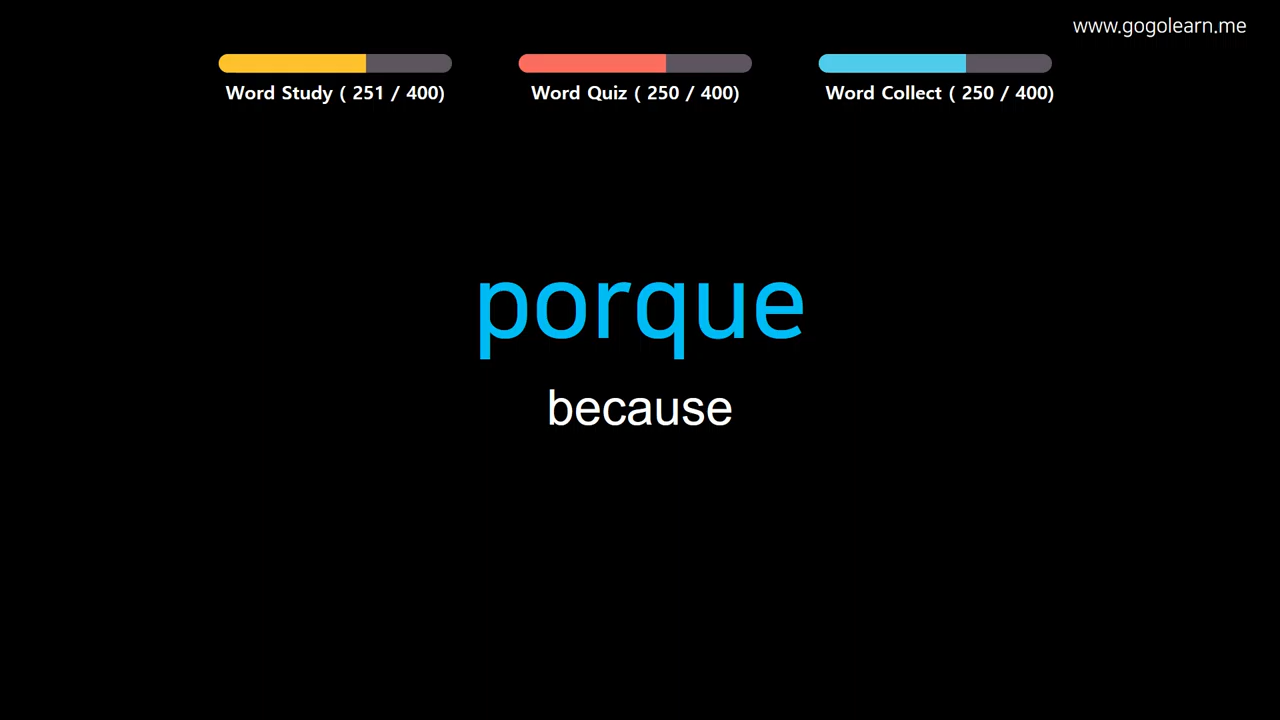 www.gogolearn.me
Word Study ( 251 / 400)
Word Quiz ( 250 / 400)
Word Collect ( 250 / 400)
porque
because